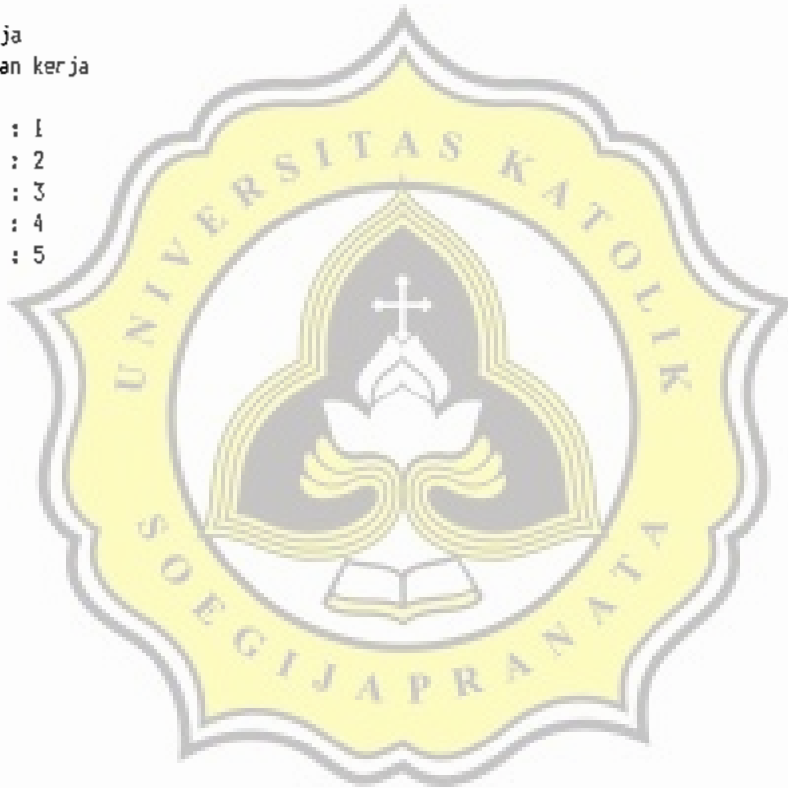 ja
an kerja
: 1
: 2
: 3
: 4
: 5
UNIVERSITAS KATOLIK
SOEGIJAPRANATA